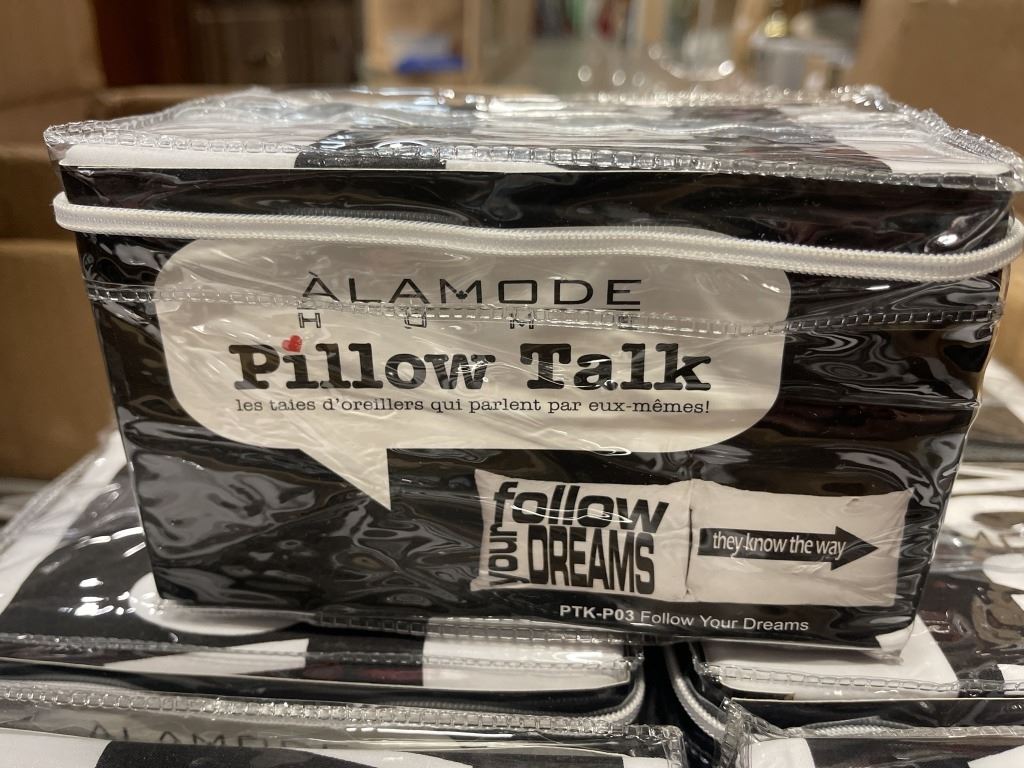 ÀLAMODE
HOME
Pillow Talk
les taies d'oreillers qui parlent par eux-mêmes!
follow
your DREAMS
they know the way
PTK-P03 Follow Your Dreams
ÀLAMODE